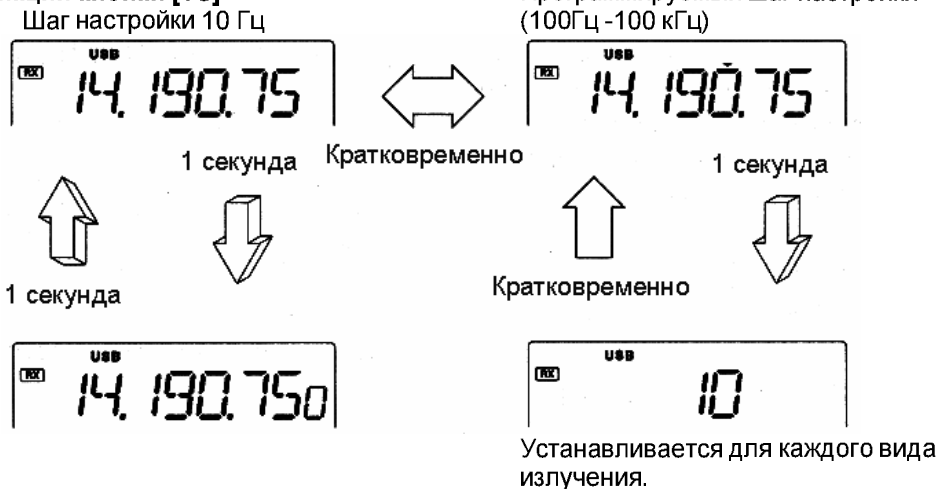 Шаг настройки 10 Гц
(100Гц -100 кГц)
USB
RX 14.190.75
USB
RX 14.190.75
1 секунда
Кратковременно
1 секунда
1 секунда
Кратковременно
USB
RX 14.190.750
USB
RX 10
Устанавливается для каждого вида
излучения.